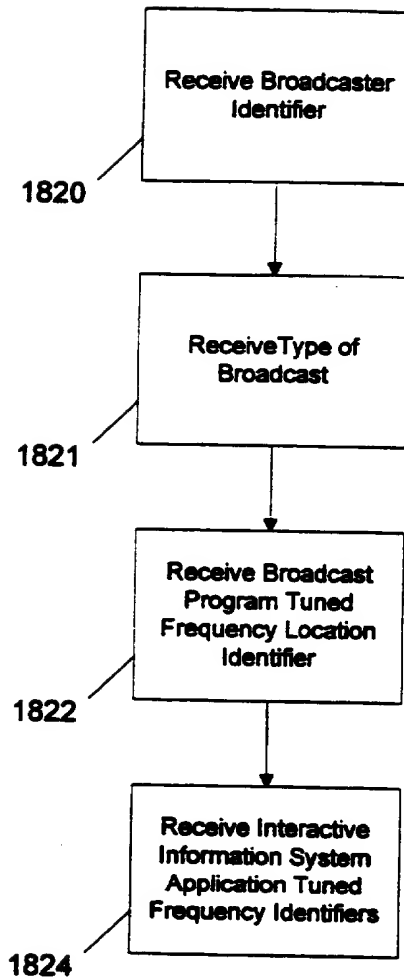 Receive Broadcaster
Identifier
1820
ReceiveType of
Broadcast
1821
Receive Broadcast
Program Tuned
Frequency Location
Identifier
1822
Receive Interactive
Information System
Application Tuned
Frequency Identifiers
1824